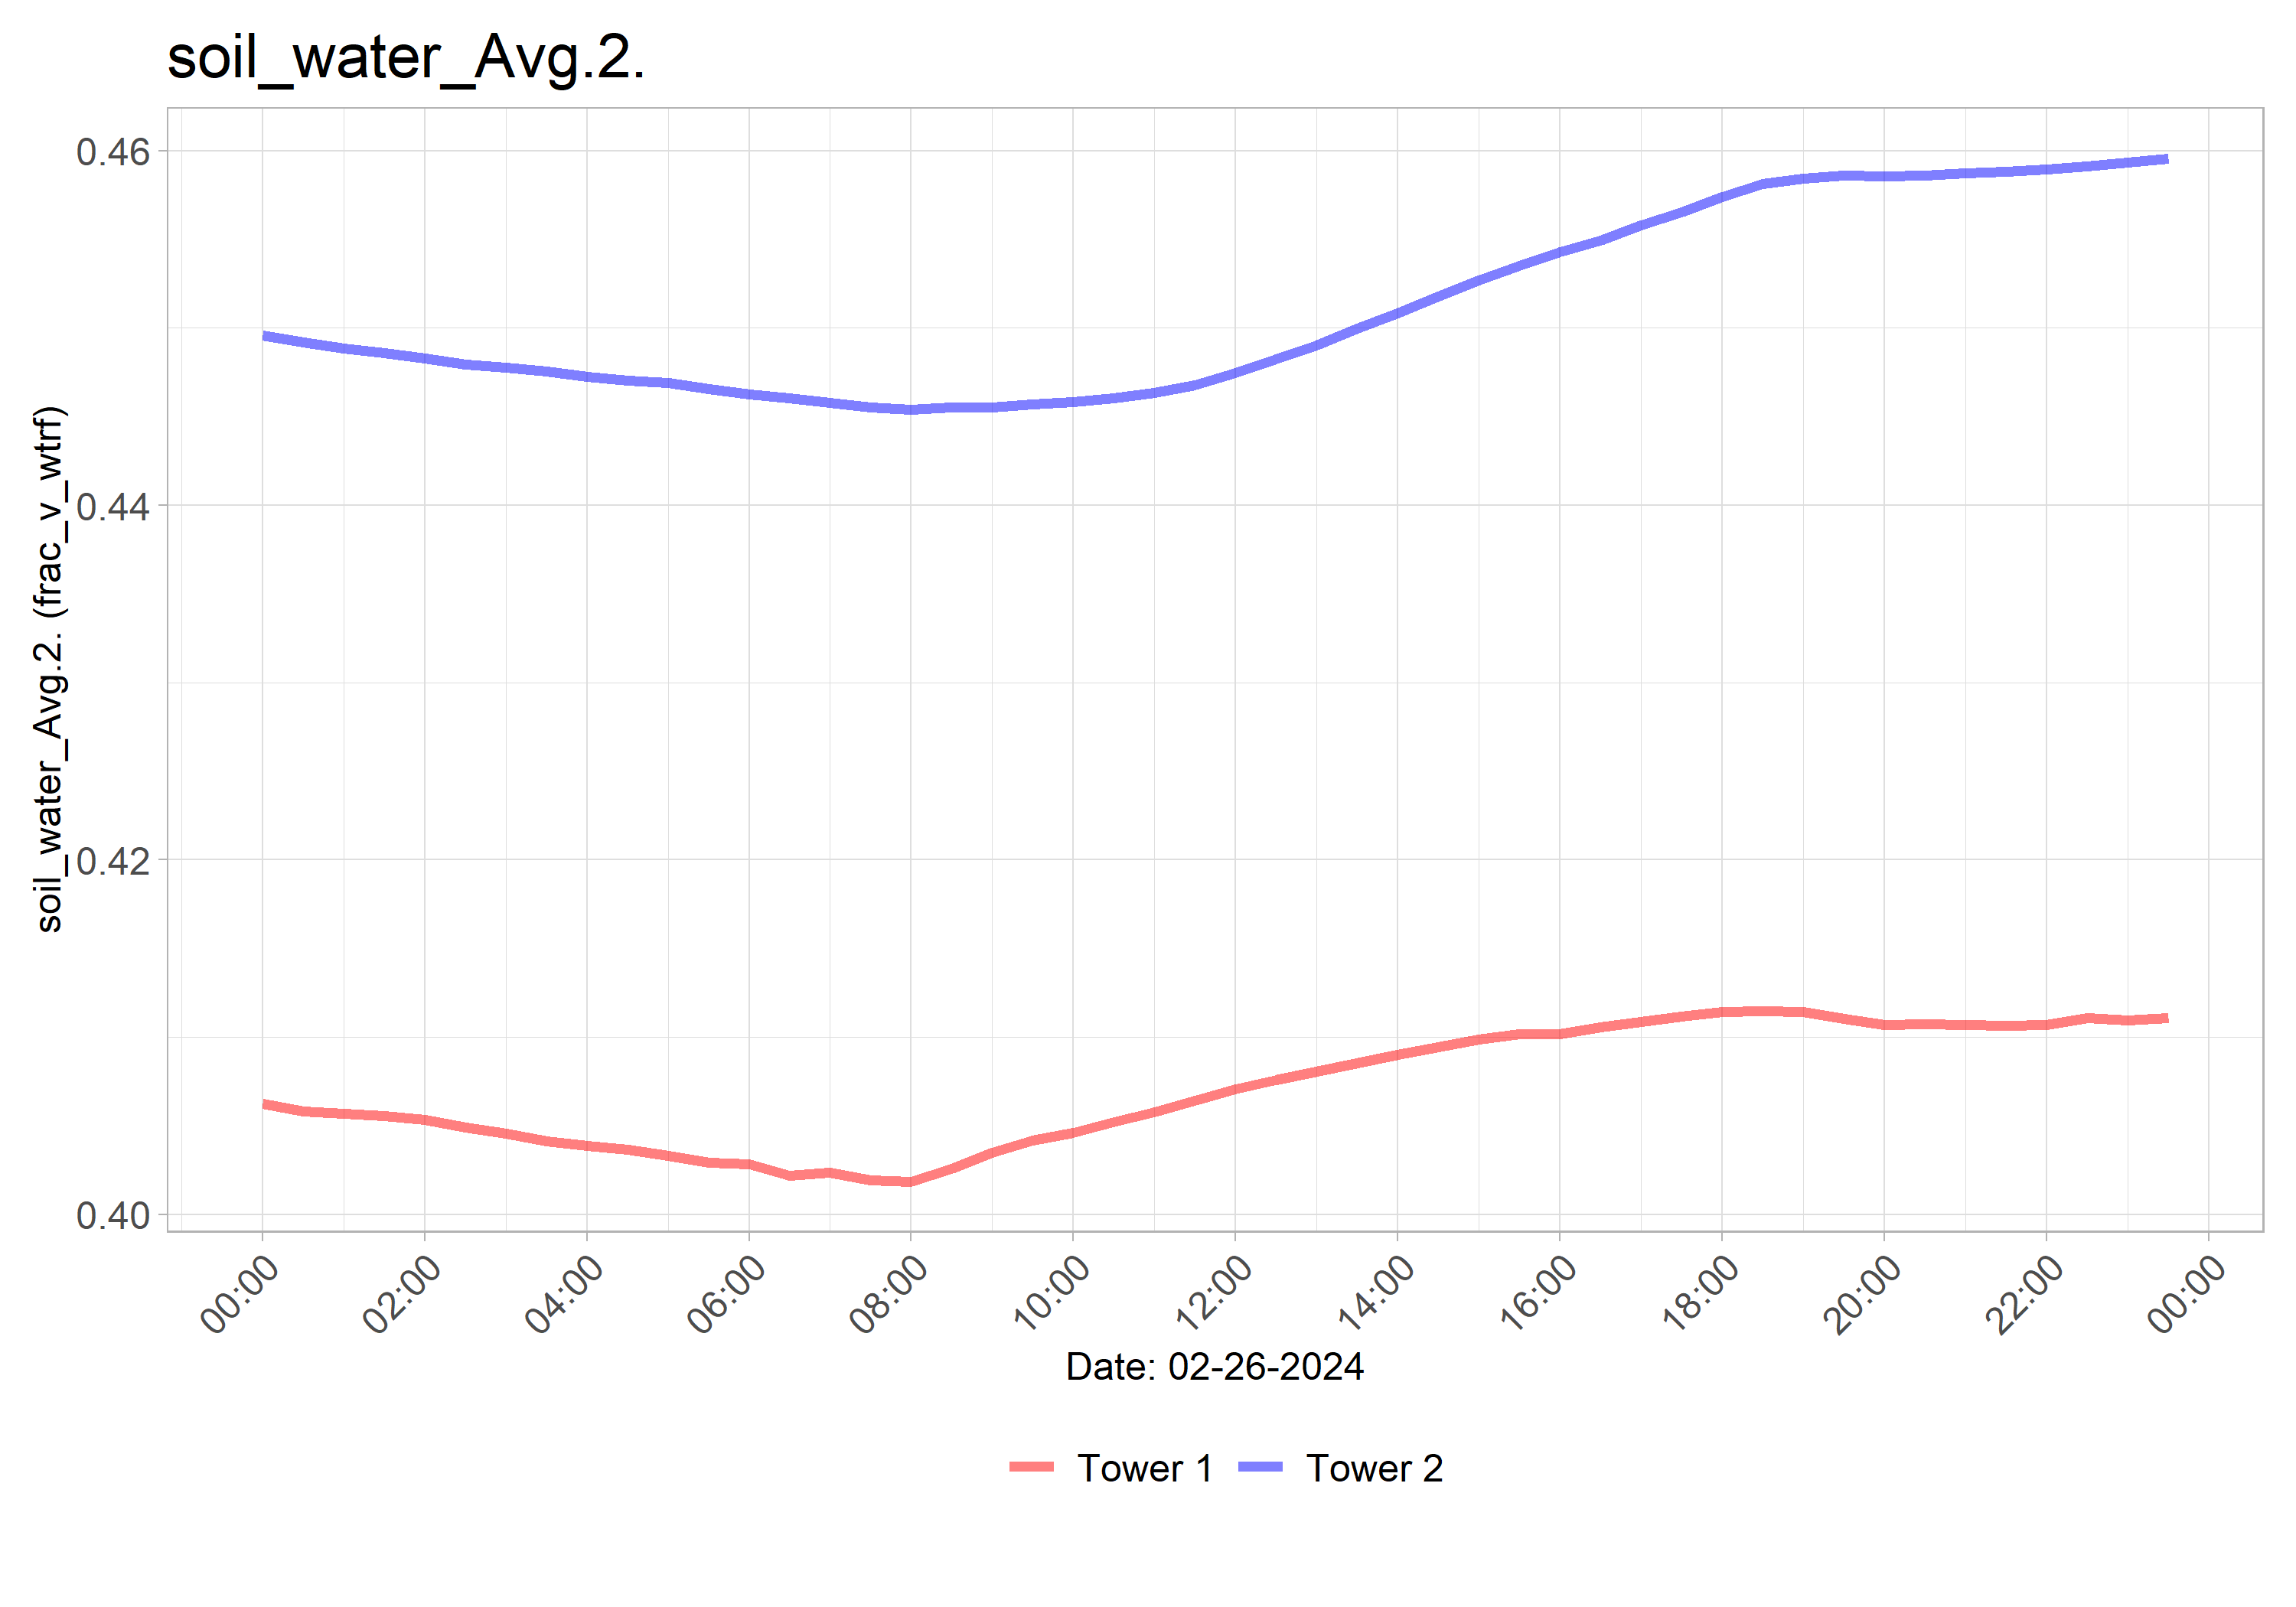 soil_water_Avg.2.
soil_water_Avg.2. (frac_v_wtrf)
0.46
0.44
0.42
0.40
00:00 02:00 04:00 06:00 08:00 10:00 12:00 14:00 16:00 18:00 20:00 22:00 00:00
Date: 02-26-2024
Tower 1 Tower 2